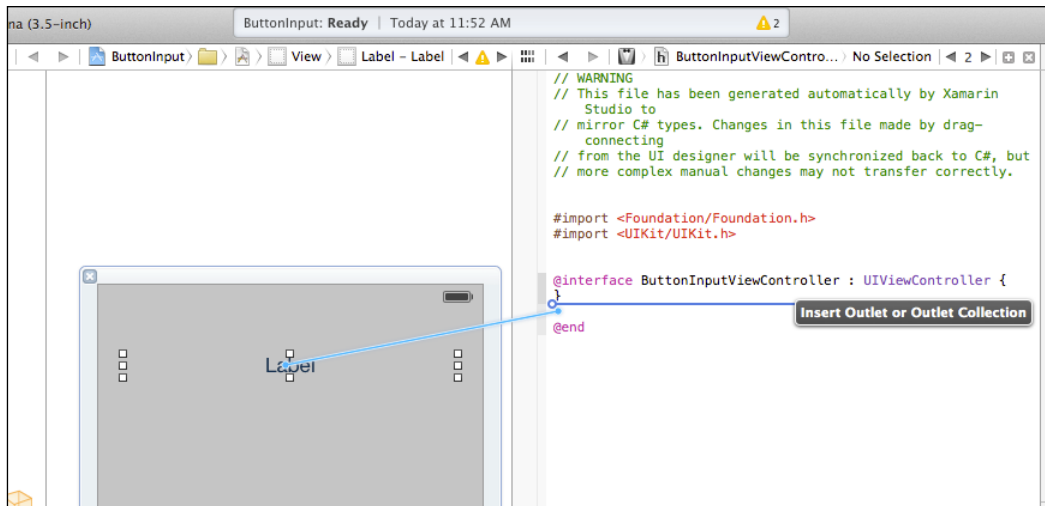 na (3.5-inch)
ButtonInput: Ready | Today at 11:52 AM
2
ButtonInput
View
Label - Label
h ButtonInputViewContro...
No Selection
2
// WARNING
// This file has been generated automatically by Xamarin
Studio to
// mirror C# types. Changes in this file made by drag-
connecting
// from the UI designer will be synchronized back to C#, but
// more complex manual changes may not transfer correctly.
#import <Foundation/Foundation.h>
#import <UIKit/UIKit.h>
@interface ButtonInputViewController : UIViewController {
}
Insert Outlet or Outlet Collection
@end
Label